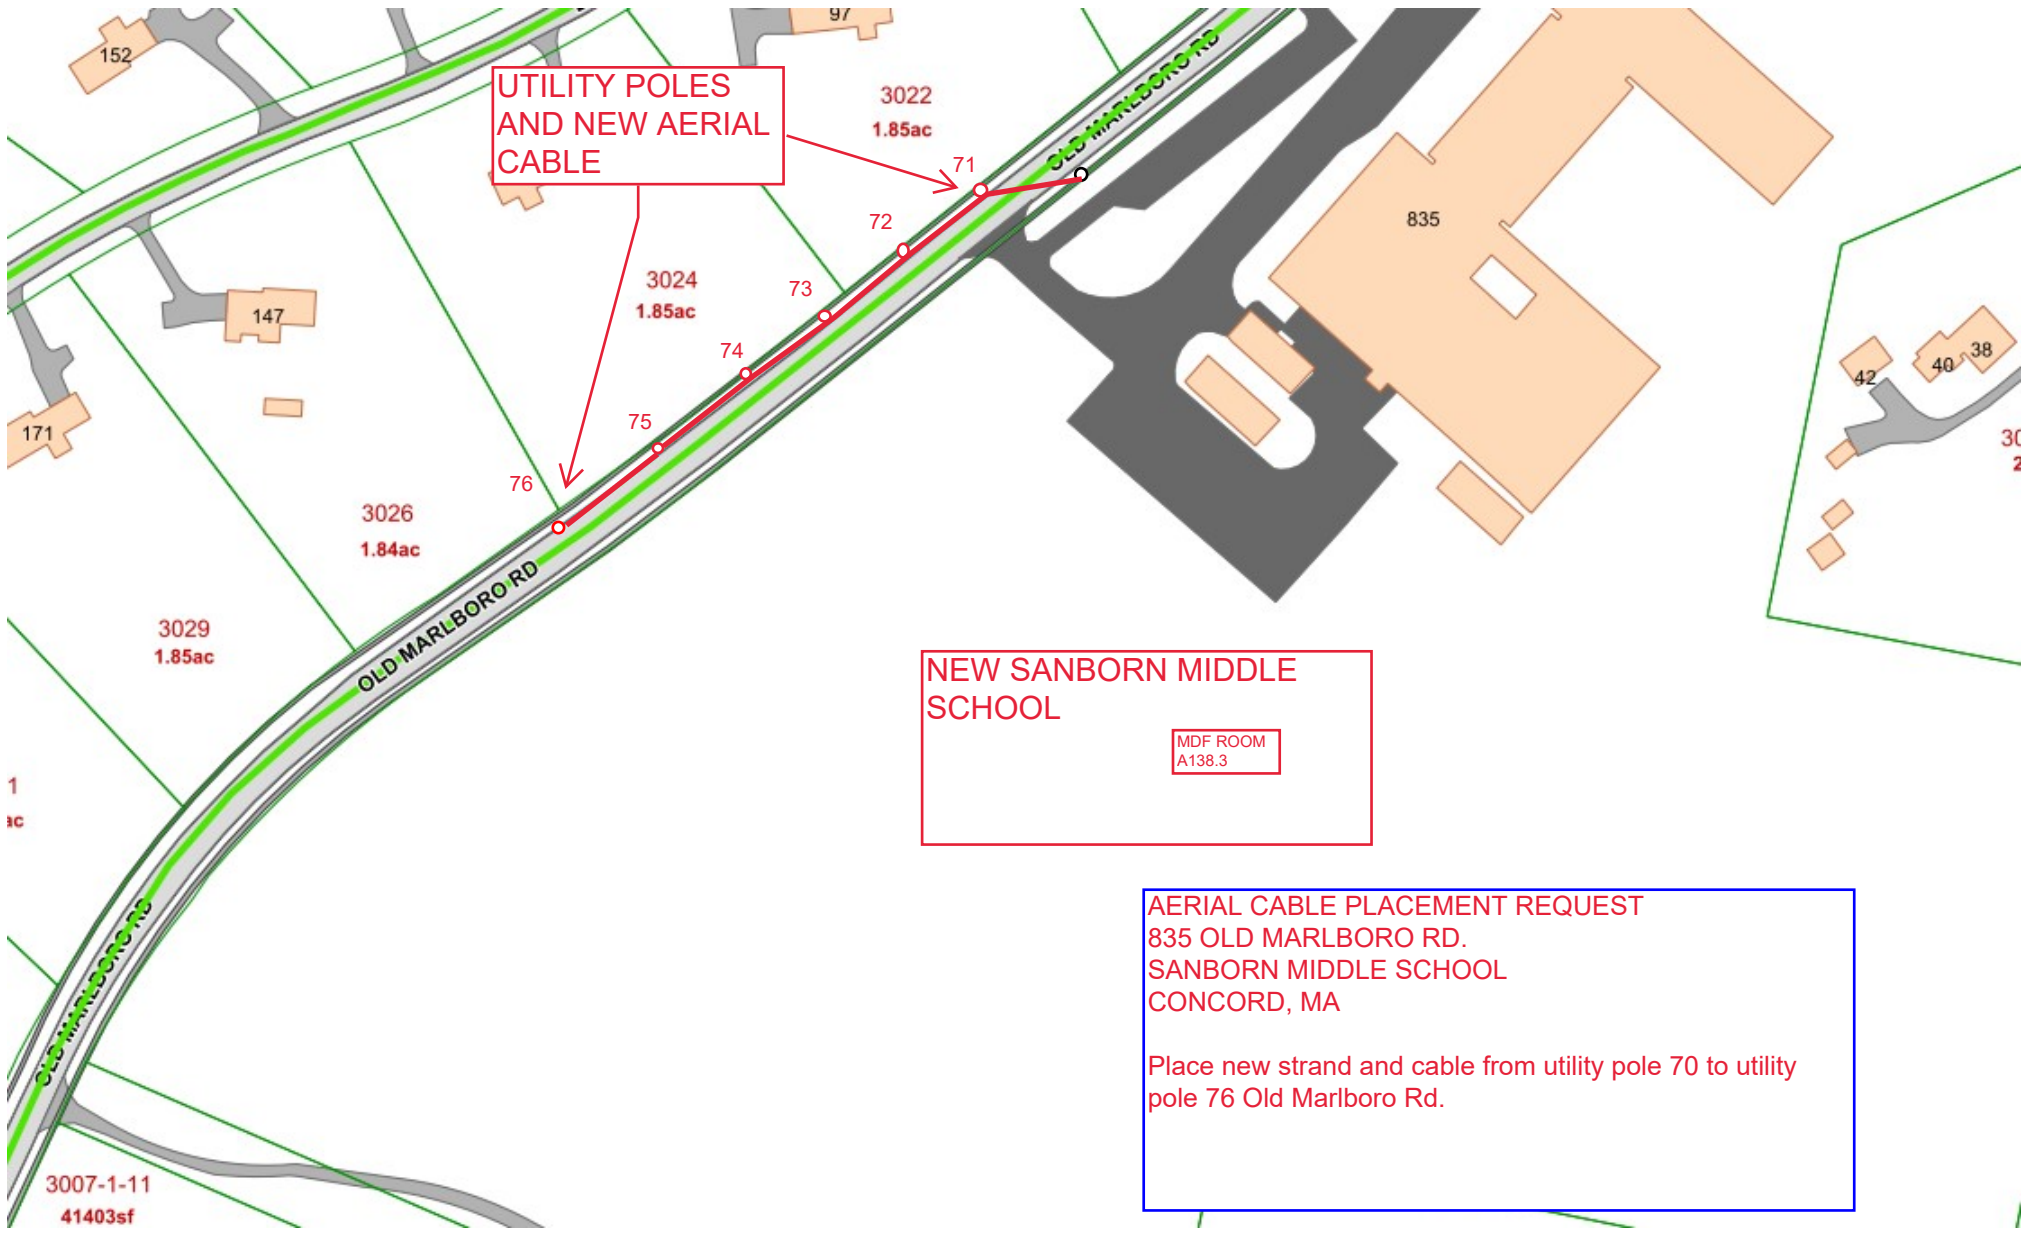 97
152
UTILITY POLES
AND NEW AERIAL
CABLE
3022
1.85ac
OLD MARLBORO RD
71
72
835
3024
1.85ac
73
147
74
42
40
38
75
171
30
2
76
3026
1.84ac
OLD MARLBORO RD
3029
1.85ac
NEW SANBORN MIDDLE
SCHOOL
MDF ROOM
A138.3
1
ac
OLD MARLBORO RD
AERIAL CABLE PLACEMENT REQUEST
835 OLD MARLBORO RD.
SANBORN MIDDLE SCHOOL
CONCORD, MA
Place new strand and cable from utility pole 70 to utility
pole 76 Old Marlboro Rd.
3007-1-11
41403sf